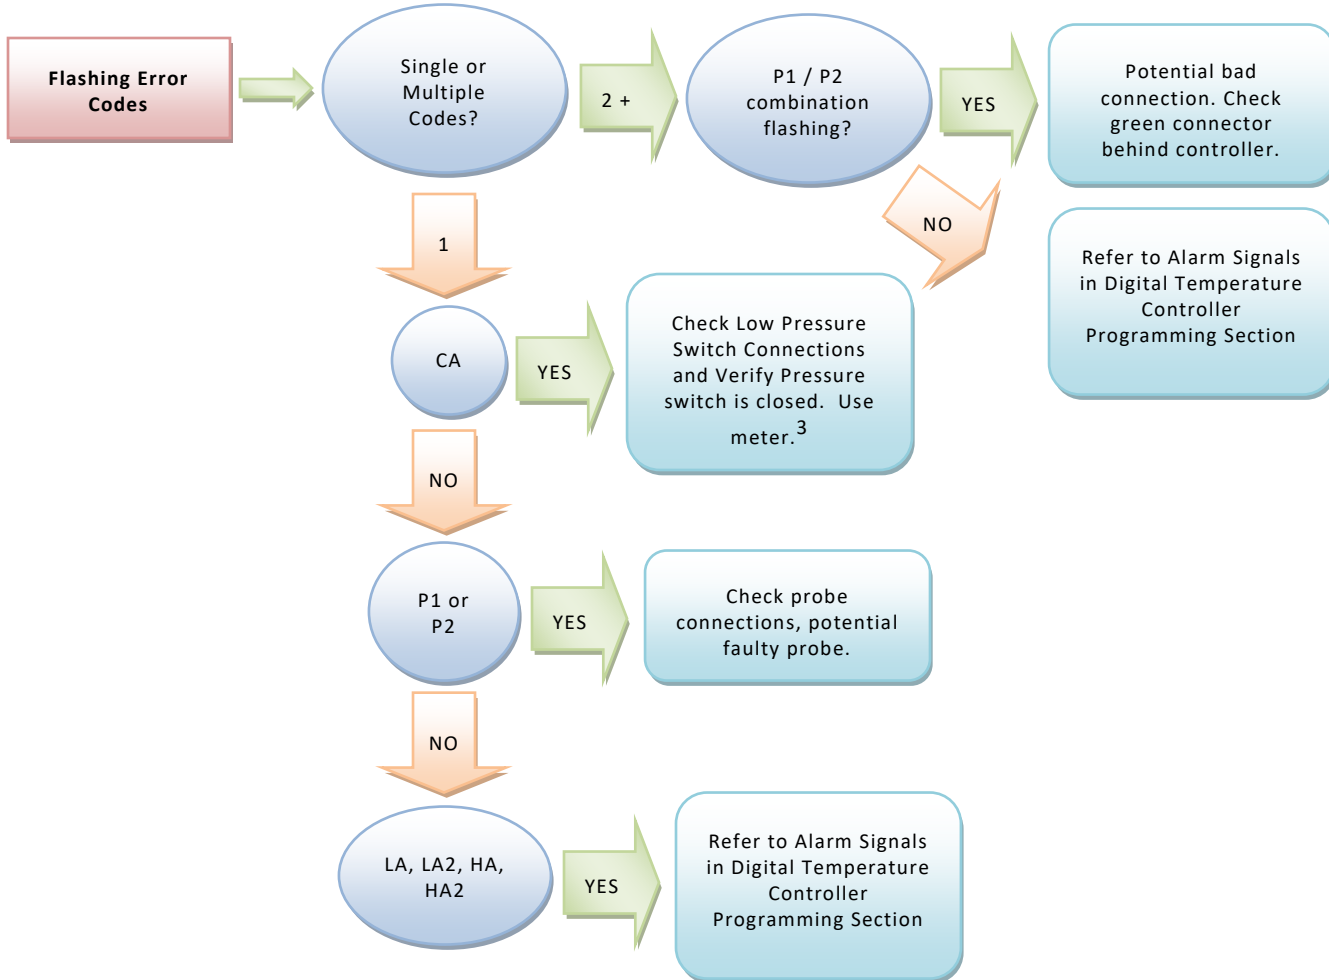 Flashing Error
Codes
Single or
Multiple
Codes?
2 +
P1 / P2
combination
flashing?
YES
Potential bad
connection. Check
green connector
behind controller.
NO
Refer to Alarm Signals
in Digital Temperature
Controller
Programming Section
1
CA
YES
Check Low Pressure
Switch Connections
and Verify Pressure
switch is closed.  Use
meter.3
NO
P1 or
P2
YES
Check probe
connections, potential
faulty probe.
NO
LA, LA2, HA,
HA2
YES
Refer to Alarm Signals
in Digital Temperature
Controller
Programming Section